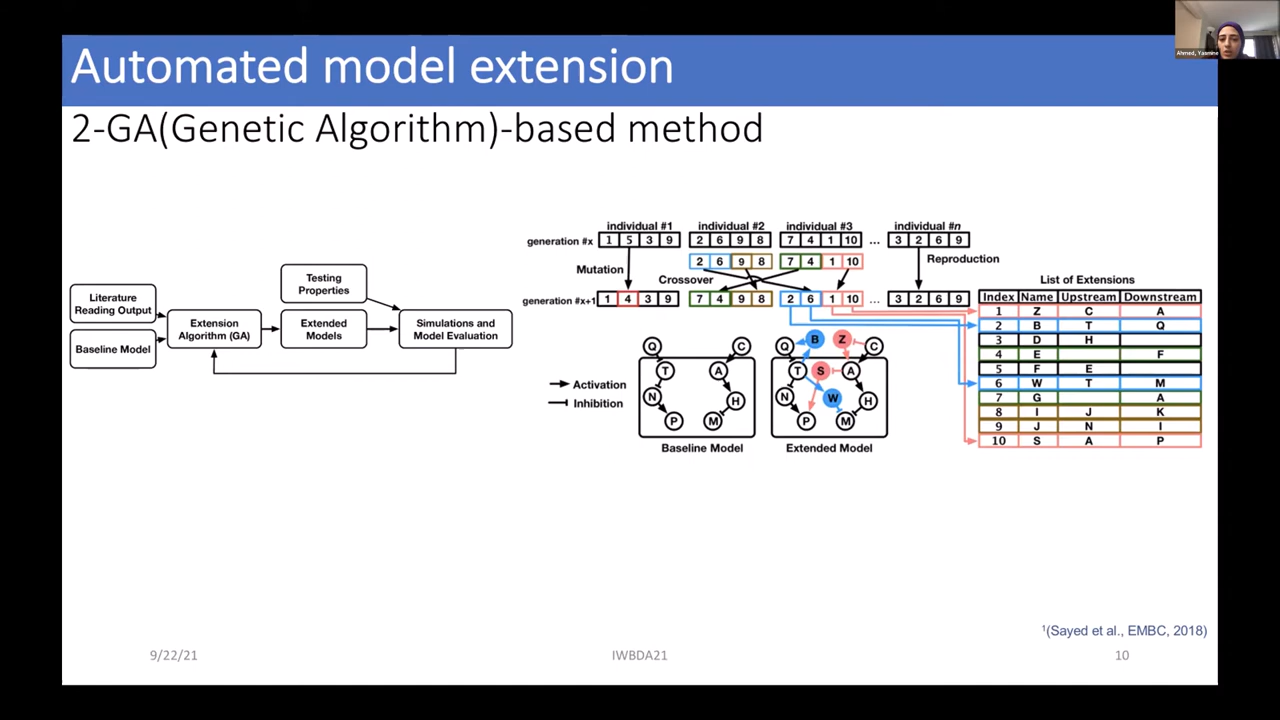 Ahmed, Yasmine
Automated model extension
2-GA(Genetic Algorithm)-based method
Literature
Reading Output
Baseline Model
Extension
Algorithm (GA)
Testing
Properties
Extended
Models
Simulations and
Model Evaluation
individual #1 individual #2 individual #3 individual #n
generation #x 1 5 3 9 2 6 9 8 7 4 1 10 ... 3 2 6 9
2 6 9 8 7 4 1 10
Mutation Crossover Reproduction
generation #x+1 1 4 3 9 7 4 9 8 2 6 1 10 ... 3 2 6 9
Activation
Inhibition
Q C
T A
N H
P M
Baseline Model
Q B Z C
T S A
N W H
P M
Extended Model
List of Extensions
Index Name Upstream Downstream
1 Z C A
2 B T Q
3 D H
4 E F
5 F E
6 W T M
7 G A
8 I J K
9 J N I
10 S A P
1(Sayed et al., EMBC, 2018)
9/22/21 IWBDA21 10